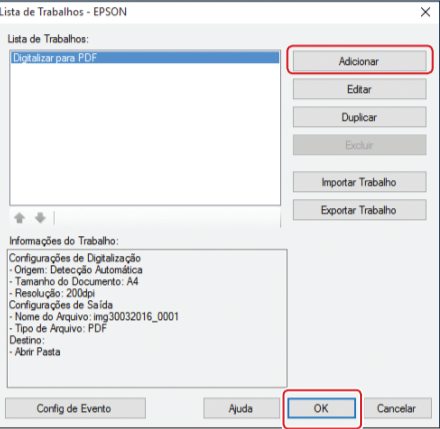 Lista de Trabalhos - EPSON
Lista de Trabalhos:
Digitalizar para PDF
Adicionar
Editar
Duplicar
Excluir
Importar Trabalho
Exportar Trabalho
Informações do Trabalho:
Configurações de Digitalização
- Origem: Detecção Automática
- Tamanho do Documento: A4
- Resolução: 200dpi
Configurações de Saída
- Nome do Arquivo: img30032016_0001
- Tipo de Arquivo: PDF
Destino:
- Abrir Pasta
Config de Evento
Ajuda
OK
Cancelar